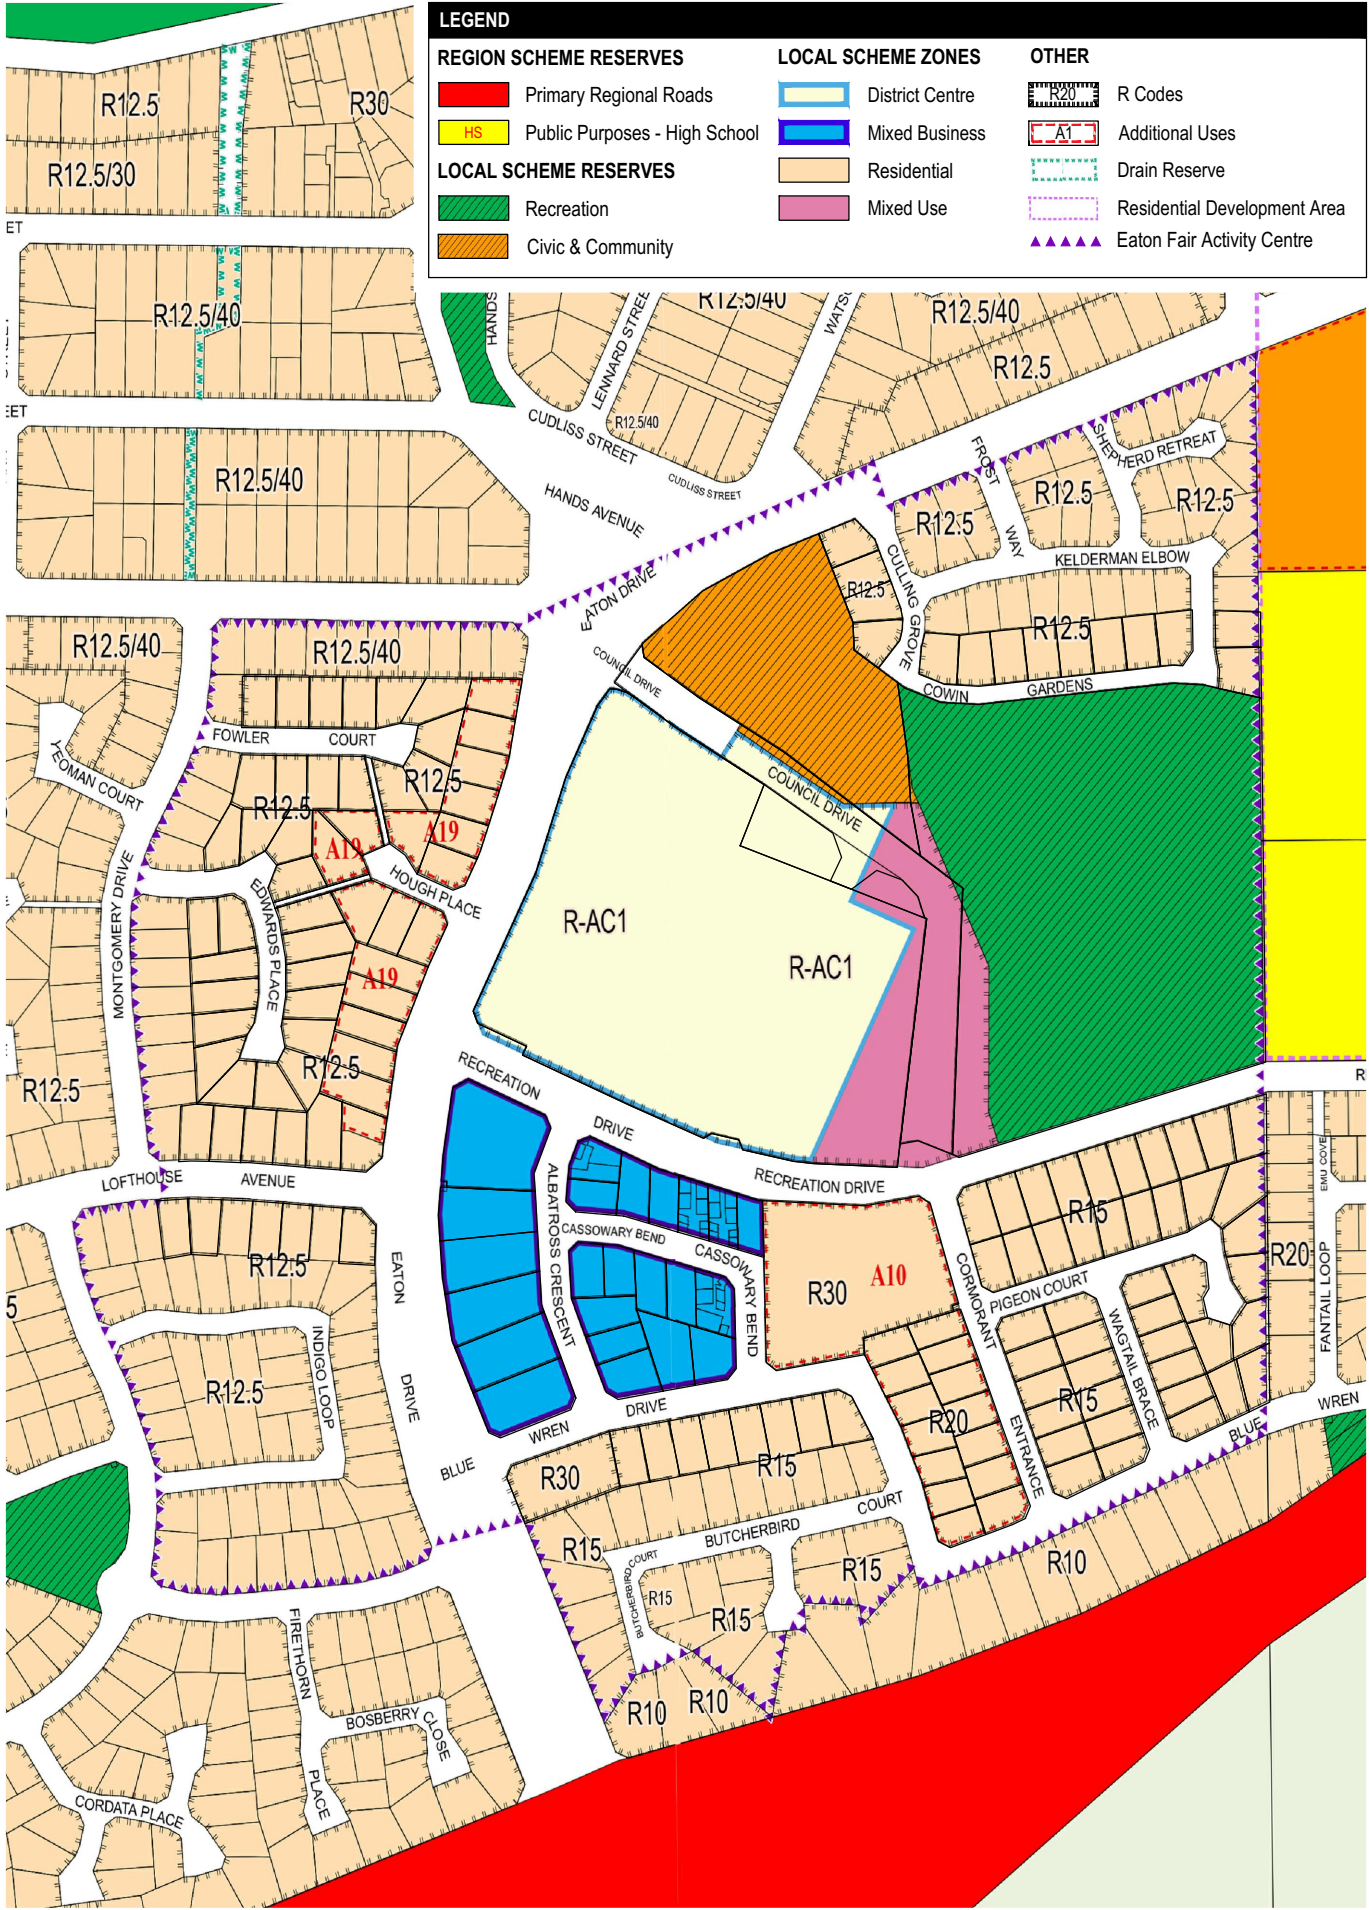 LEGEND
REGION SCHEME RESERVES
Primary Regional Roads
HS
Public Purposes - High School
LOCAL SCHEME RESERVES
Recreation
Civic & Community
LOCAL SCHEME ZONES
District Centre
Mixed Business
Residential
Mixed Use
OTHER
R20
R Codes
A1
Additional Uses
Drain Reserve
Residential Development Area
Eaton Fair Activity Centre
R12.5
R30
R12.5/30
ET
R12.5/40
HANDS
LENNARD STREE
R12.5/40
R12.5/40
R12.5
ET
R12.5/40
CUDLISS STREET
R12.5/40
CUDLISS STREET
HANDS AVENUE
FROST
WAY
SHEPHERD RETREAT
R12.5
R12.5
R12.5
KELDERMAN ELBOW
CULLING GROVE
R12.5
R12.5
COWIN
GARDENS
EATON DRIVE
COUNCIL DRIVE
COUNCIL DRIVE
R12.5/40
R12.5/40
FOWLER
COURT
YEOMAN COURT
R12.5
R12.5
A19
A19
HOUGH PLACE
MONTGOMERY DRIVE
EDWARDS PLACE
A19
R12.5
R12.5
R-AC1
R-AC1
RECREATION
DRIVE
RECREATION DRIVE
R
LOFTHOUSE
AVENUE
R12.5
5
R12.5
INDIGO LOOP
EATON
DRIVE
ALBATROSS CRESCENT
CASSOWARY BEND
CASSOWARY BEND
R30
A10
R15
CORMORANT
ENTRANCE
PIGEON COURT
WAGTAIL BRACE
R20
EMU COVE
FANTAIL LOOP
R20
R15
BLUE
WREN
DRIVE
BLUE
WREN
R30
R15
BUTCHERBIRD
COURT
R15
BUTCHERBIRD
COURT
R15
R15
R15
R10
R10
R10
FIRETHORN
PLACE
BOSBERRY
CLOSE
CORDATA PLACE